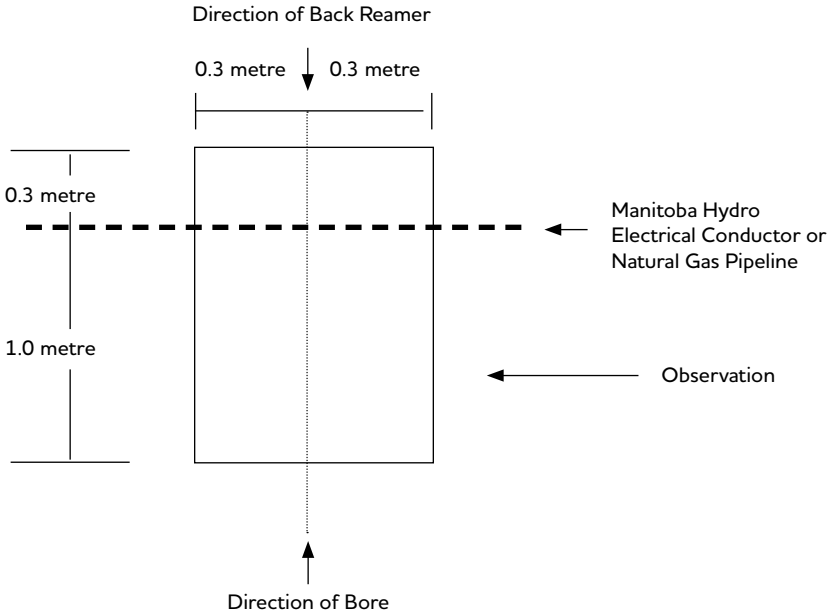 Direction of Back Reamer
0.3 metre 0.3 metre
0.3 metre
Manitoba Hydro
Electrical Conductor or
Natural Gas Pipeline
1.0 metre
Observation
Direction of Bore